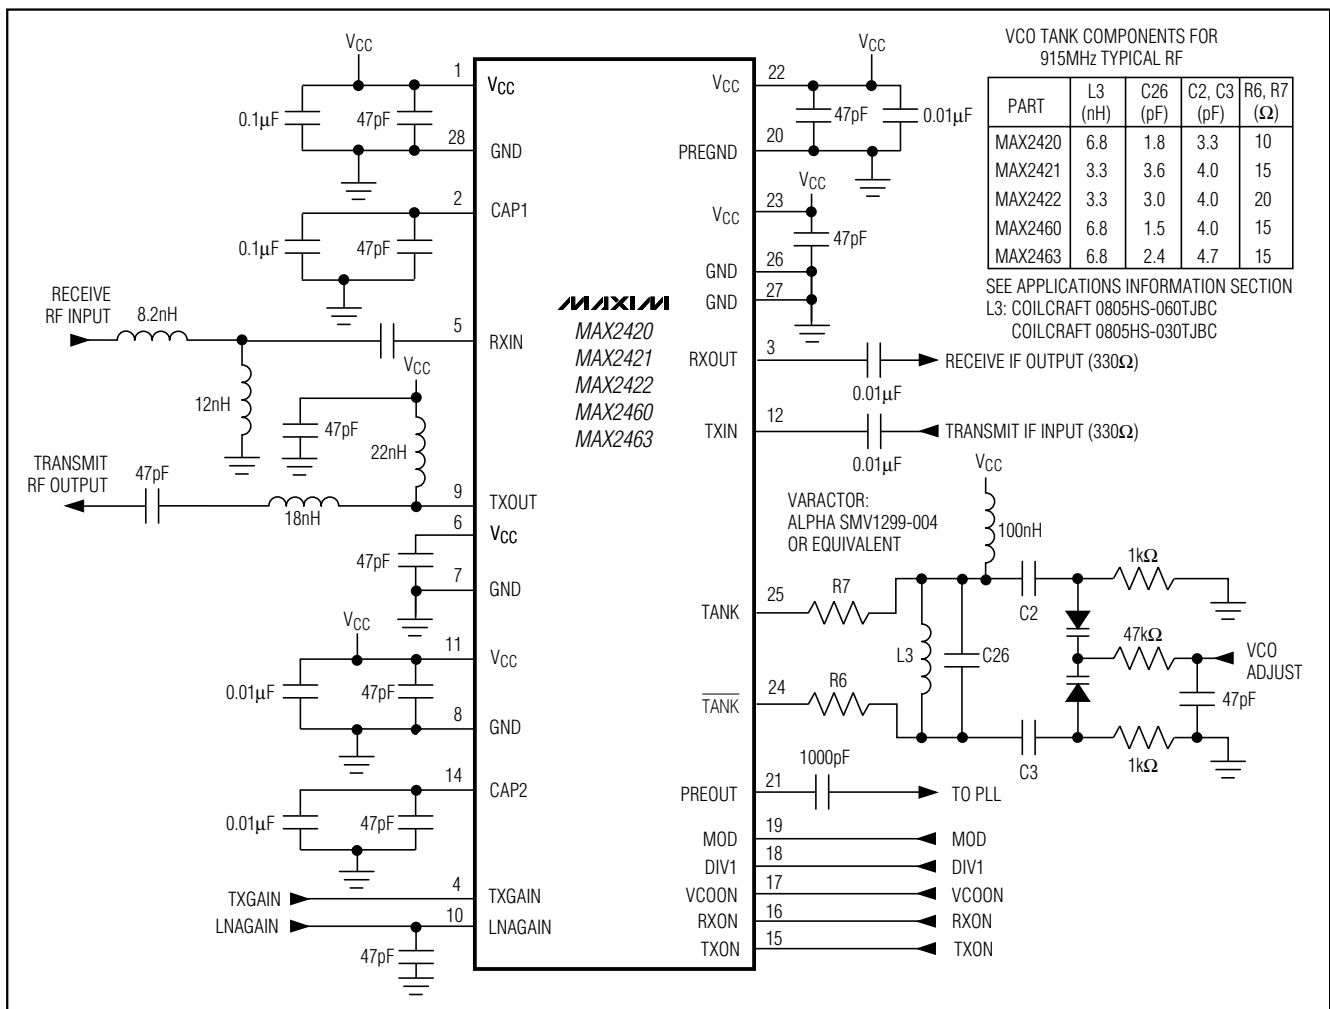 VCC
1
VCC
0.1μF
47pF
28
GND
2
CAP1
0.1μF
47pF
RECEIVE
RF INPUT
8.2nH
5
RXIN
12nH
VCC
47pF
22nH
TRANSMIT
RF OUTPUT
47pF
18nH
9
TXOUT
6
VCC
47pF
7
GND
VCC
11
VCC
0.01μF
47pF
8
GND
14
CAP2
0.01μF
47pF
TXGAIN
4
TXGAIN
LNAGAIN
10
LNAGAIN
47pF
MAXIM
MAX2420
MAX2421
MAX2422
MAX2460
MAX2463
VCC
22
VCC
47pF
0.01μF
20
PREGND
VCC
23
VCC
47pF
26
GND
27
GND
3
RXOUT
0.01μF
RECEIVE IF OUTPUT (330Ω)
12
TXIN
0.01μF
TRANSMIT IF INPUT (330Ω)
VCC
100nH
VARACTOR:
ALPHA SMV1299-004
OR EQUIVALENT
25
TANK
R7
L3
C26
C2
1kΩ
47kΩ
VCO
ADJUST
47pF
24
TANK
R6
C3
1kΩ
1000pF
21
PREOUT
TO PLL
19
MOD
MOD
18
DIV1
DIV1
17
VCOON
VCOON
16
RXON
RXON
15
TXON
TXON
VCO TANK COMPONENTS FOR
915MHz TYPICAL RF
PART L3 (nH) C26 (pF) C2, C3 (pF) R6, R7 (Ω)
MAX2420 6.8 1.8 3.3 10
MAX2421 3.3 3.6 4.0 15
MAX2422 3.3 3.0 4.0 20
MAX2460 6.8 1.5 4.0 15
MAX2463 6.8 2.4 4.7 15
SEE APPLICATIONS INFORMATION SECTION
L3: COILCRAFT 0805HS-060TJBC
COILCRAFT 0805HS-030TJBC